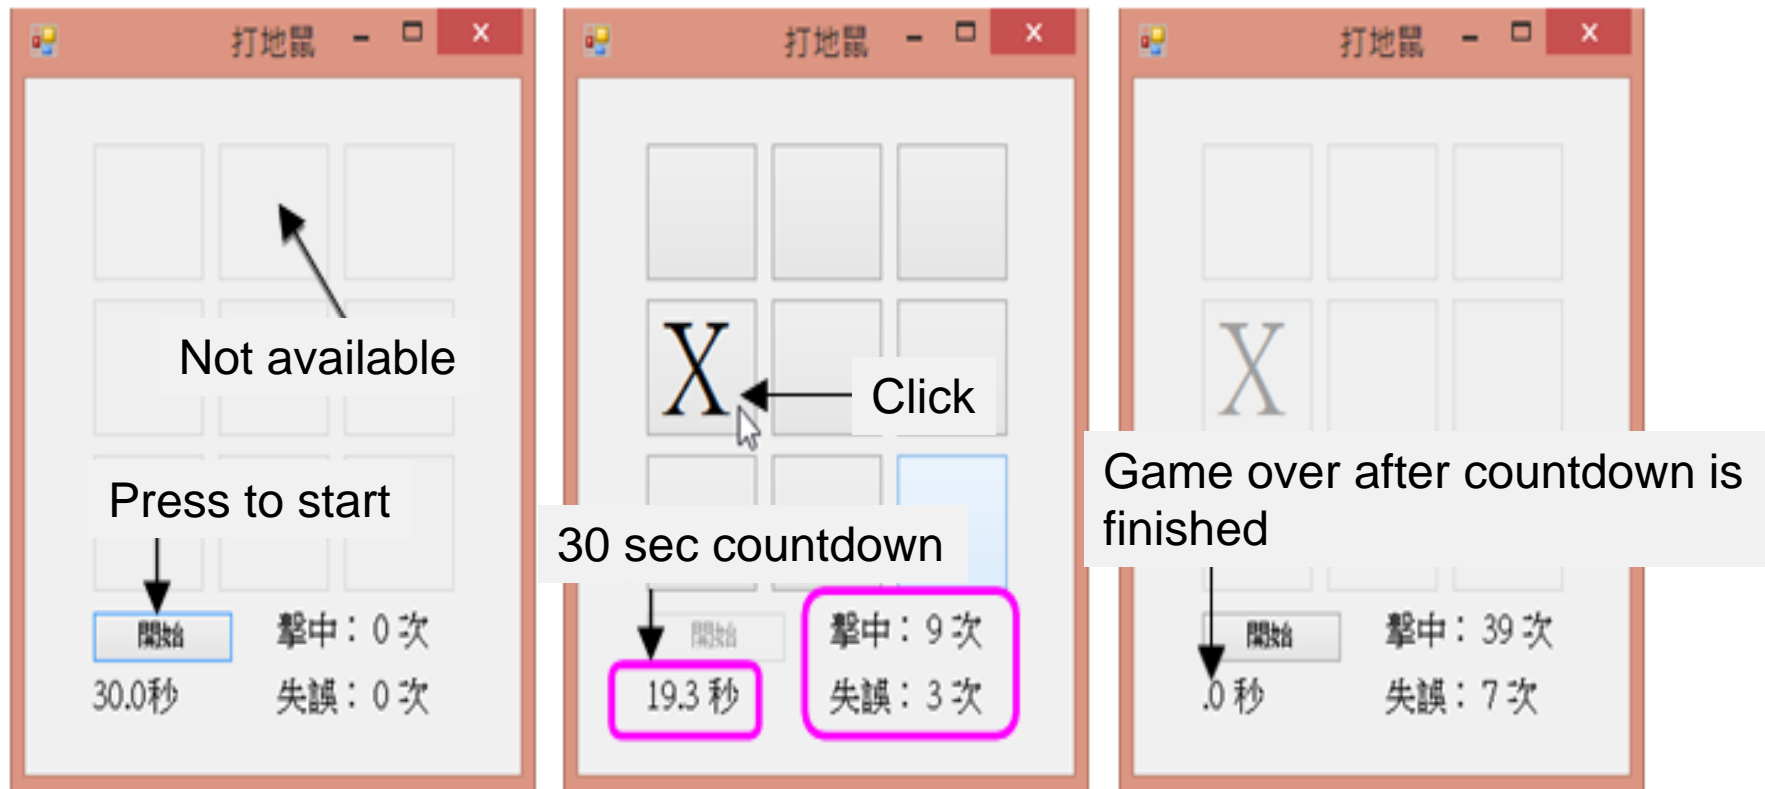 打地鼠
Not available
Press to start
開始
擊中：0 次
30.0秒
失誤：0 次
打地鼠
X
Click
30 sec countdown
開始
擊中：9 次
19.3 秒
失誤：3 次
打地鼠
X
Game over after countdown is
finished
開始
擊中：39 次
.0 秒
失誤：7 次